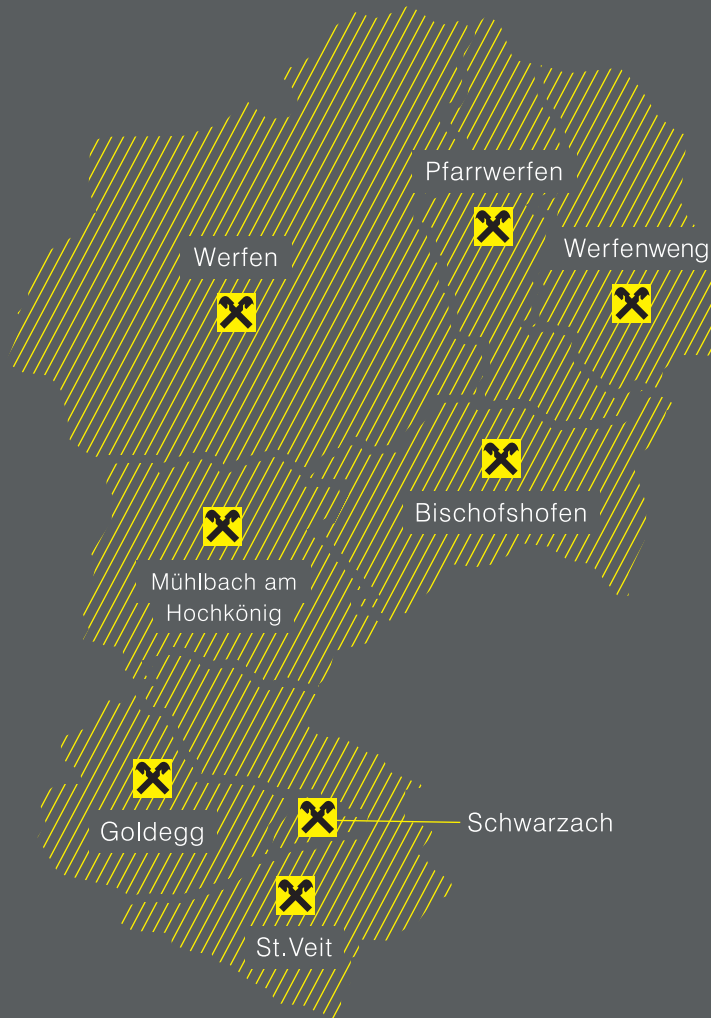 Pfarrwerfen
Werfenweng
Werfen
Bischofshofen
Mühlbach am
Hochkönig
Schwarzach
Goldegg
St.Veit